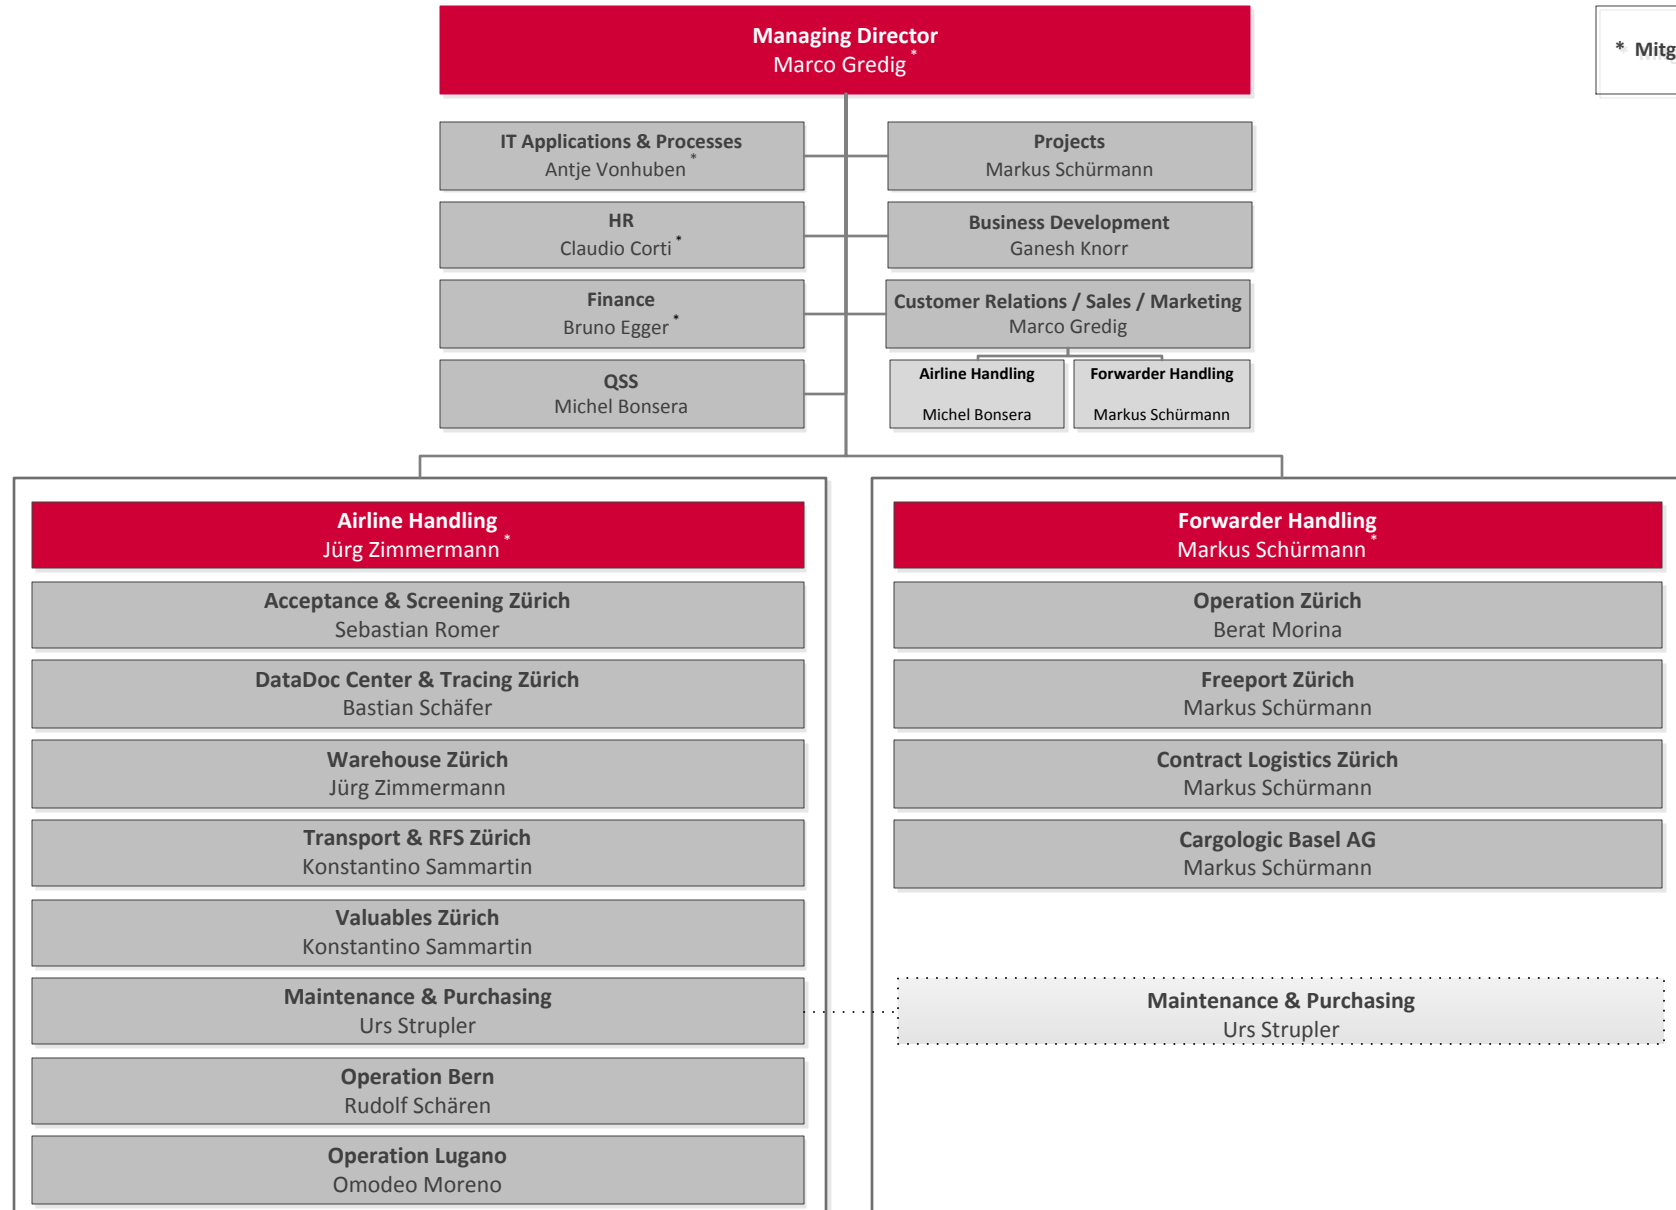 Managing Director
Marco Gredig *
* Mitg
IT Applications & Processes
Antje Vonhuben *
Projects
Markus Schürmann
HR
Claudio Corti *
Business Development
Ganesh Knorr
Finance
Bruno Egger *
Customer Relations / Sales / Marketing
Marco Gredig
QSS
Michel Bonsera
Airline Handling
Michel Bonsera
Forwarder Handling
Markus Schürmann
Airline Handling
Jürg Zimmermann *
Acceptance & Screening Zürich
Sebastian Romer
DataDoc Center & Tracing Zürich
Bastian Schäfer
Warehouse Zürich
Jürg Zimmermann
Transport & RFS Zürich
Konstantino Sammartin
Valuables Zürich
Konstantino Sammartin
Maintenance & Purchasing
Urs Strupler
Operation Bern
Rudolf Schären
Operation Lugano
Omodeo Moreno
Forwarder Handling
Markus Schürmann *
Operation Zürich
Berat Morina
Freeport Zürich
Markus Schürmann
Contract Logistics Zürich
Markus Schürmann
Cargologic Basel AG
Markus Schürmann
Maintenance & Purchasing
Urs Strupler